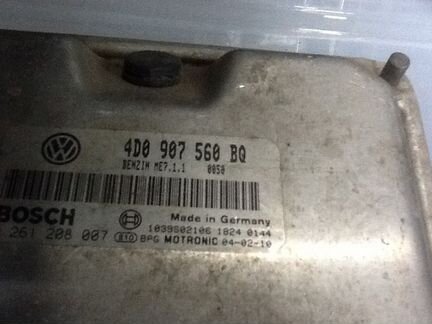 4D0 907 560 BQ
BENZIN ME7.1.1 0050
BOSCH
Made in Germany
1039S02106 1824 0144
261 208 007 BPG MOTRONIC 04-02-10